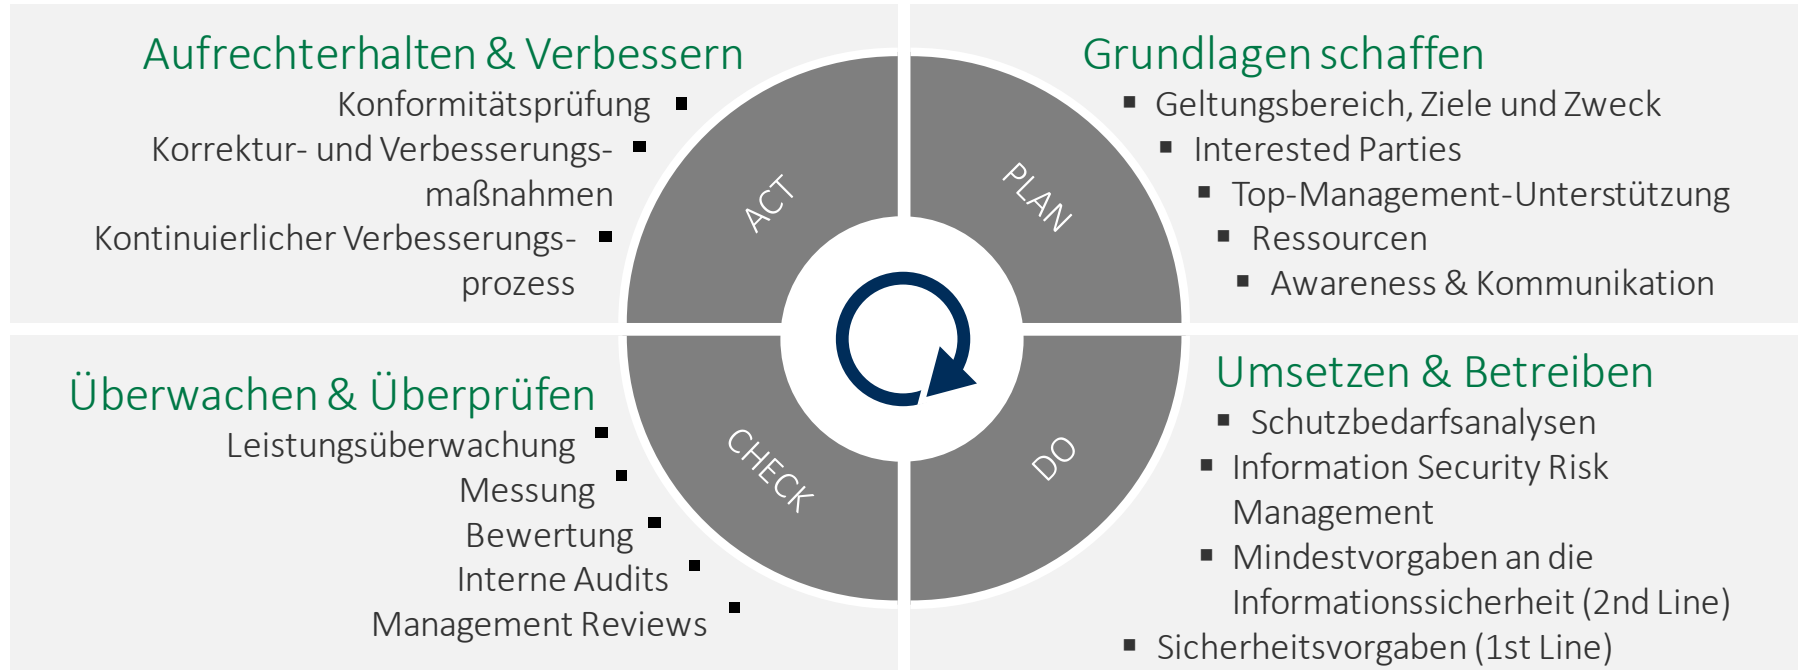 Aufrechterhalten & Verbessern
Konformitätsprüfung
Korrektur- und Verbesserungs-
maßnahmen
Kontinuierlicher Verbesserungs-
prozess
ACT
Grundlagen schaffen
Geltungsbereich, Ziele und Zweck
Interested Parties
Top-Management-Unterstützung
Ressourcen
Awareness & Kommunikation
PLAN
Überwachen & Überprüfen
Leistungsüberwachung
Messung
Bewertung
Interne Audits
Management Reviews
CHECK
Umsetzen & Betreiben
Schutzbedarfsanalysen
Information Security Risk
Management
Mindestvorgaben an die
Informationssicherheit (2nd Line)
Sicherheitsvorgaben (1st Line)
DO